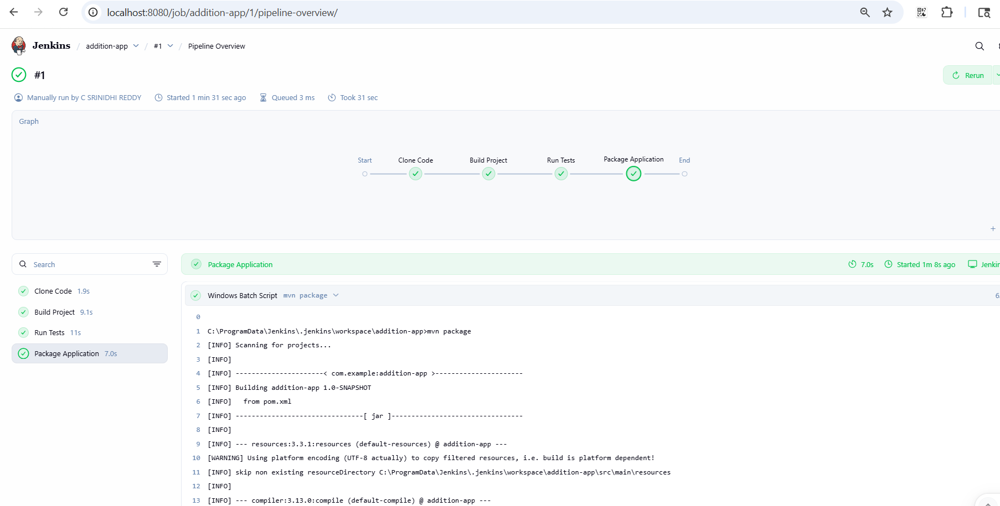 localhost:8080/job/addition-app/1/pipeline-overview/
Jenkins / addition-app / #1 / Pipeline Overview
#1
Rerun
Manually run by C SRINIDHI REDDY Started 1 min 31 sec ago Queued 3 ms Took 31 sec
Graph
Start Clone Code Build Project Run Tests Package Application End
Search
Clone Code 1.9s
Build Project 9.1s
Run Tests 11s
Package Application 7.0s
Package Application 7.0s Started 1m 8s ago
Windows Batch Script mvn package
0
1 C:\ProgramData\Jenkins\.jenkins\workspace\addition-app>mvn package
2 [INFO] Scanning for projects...
3 [INFO]
4 [INFO] ----------------------< com.example:addition-app >----------------------
5 [INFO] Building addition-app 1.0-SNAPSHOT
6 [INFO]   from pom.xml
7 [INFO] --------------------------------[ jar ]---------------------------------
8 [INFO]
9 [INFO] --- resources:3.3.1:resources (default-resources) @ addition-app ---
10 [WARNING] Using platform encoding (UTF-8 actually) to copy filtered resources, i.e. build is platform dependent!
11 [INFO] skip non existing resourceDirectory C:\ProgramData\Jenkins\.jenkins\workspace\addition-app\src\main\resources
12 [INFO]
13 [INFO] --- compiler:3.13.0:compile (default-compile) @ addition-app ---